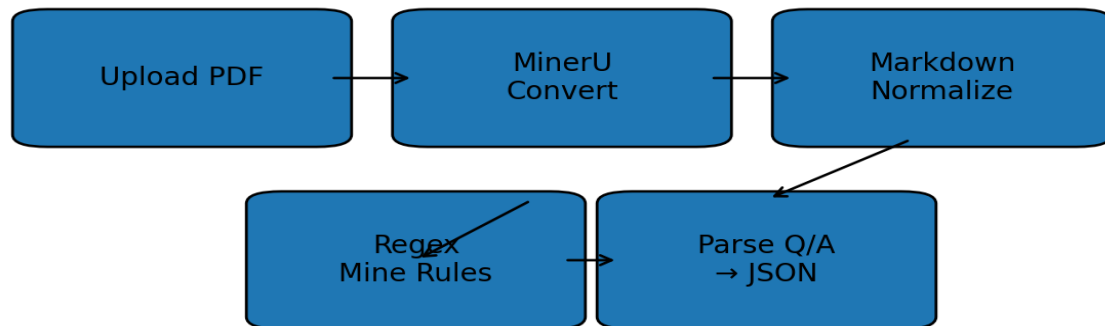 Upload PDF
MinerU
Convert
Markdown
Normalize
Regex
Mine Rules
Parse Q/A
→ JSON